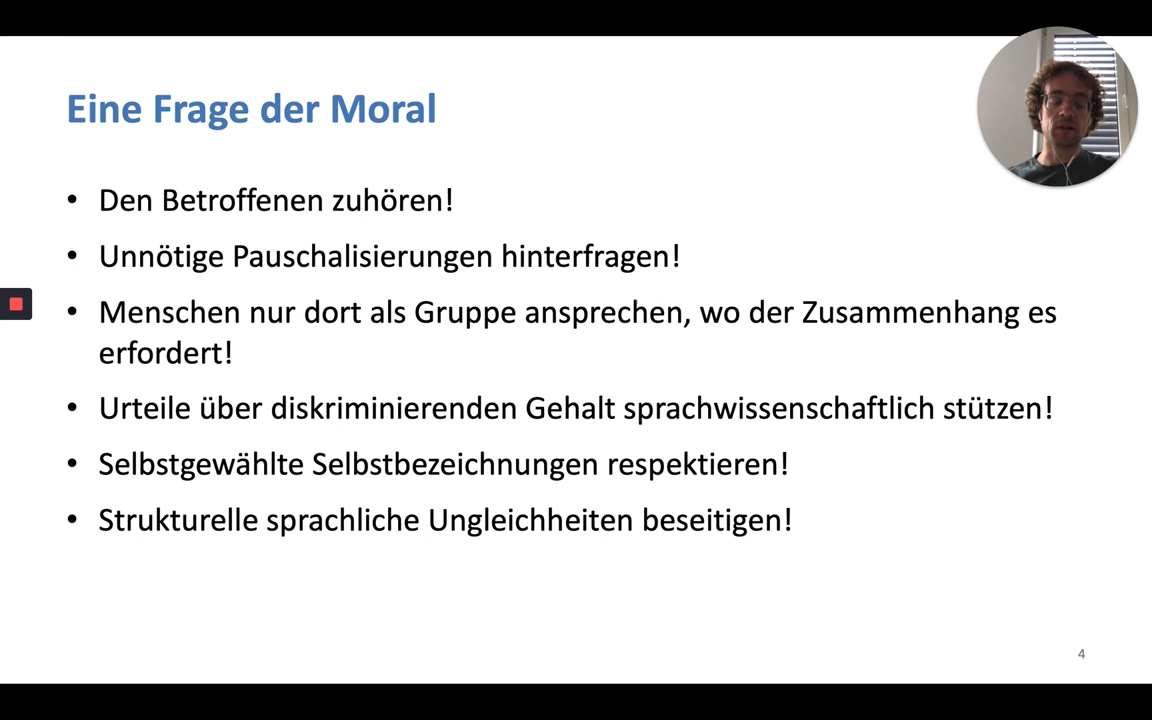 Eine Frage der Moral
• Den Betroffenen zuhören!
• Unnötige Pauschalisierungen hinterfragen!
• Menschen nur dort als Gruppe ansprechen, wo der Zusammenhang es
erfordert!
• Urteile über diskriminierenden Gehalt sprachwissenschaftlich stützen!
• Selbstgewählte Selbstbezeichnungen respektieren!
• Strukturelle sprachliche Ungleichheiten beseitigen!
4